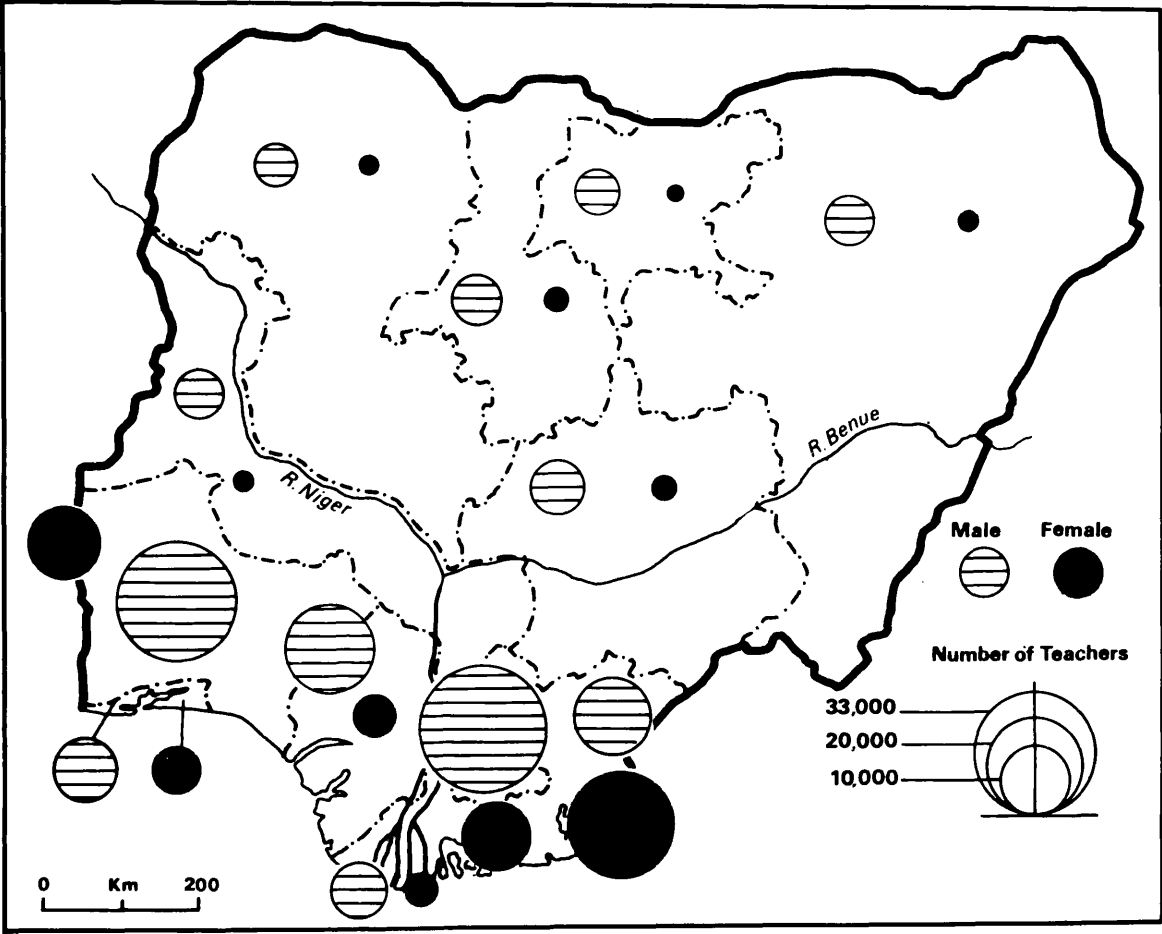 R. Benue
R. Niger
Male Female
Number of Teachers
33,000
20,000
10,000
0 Km 200